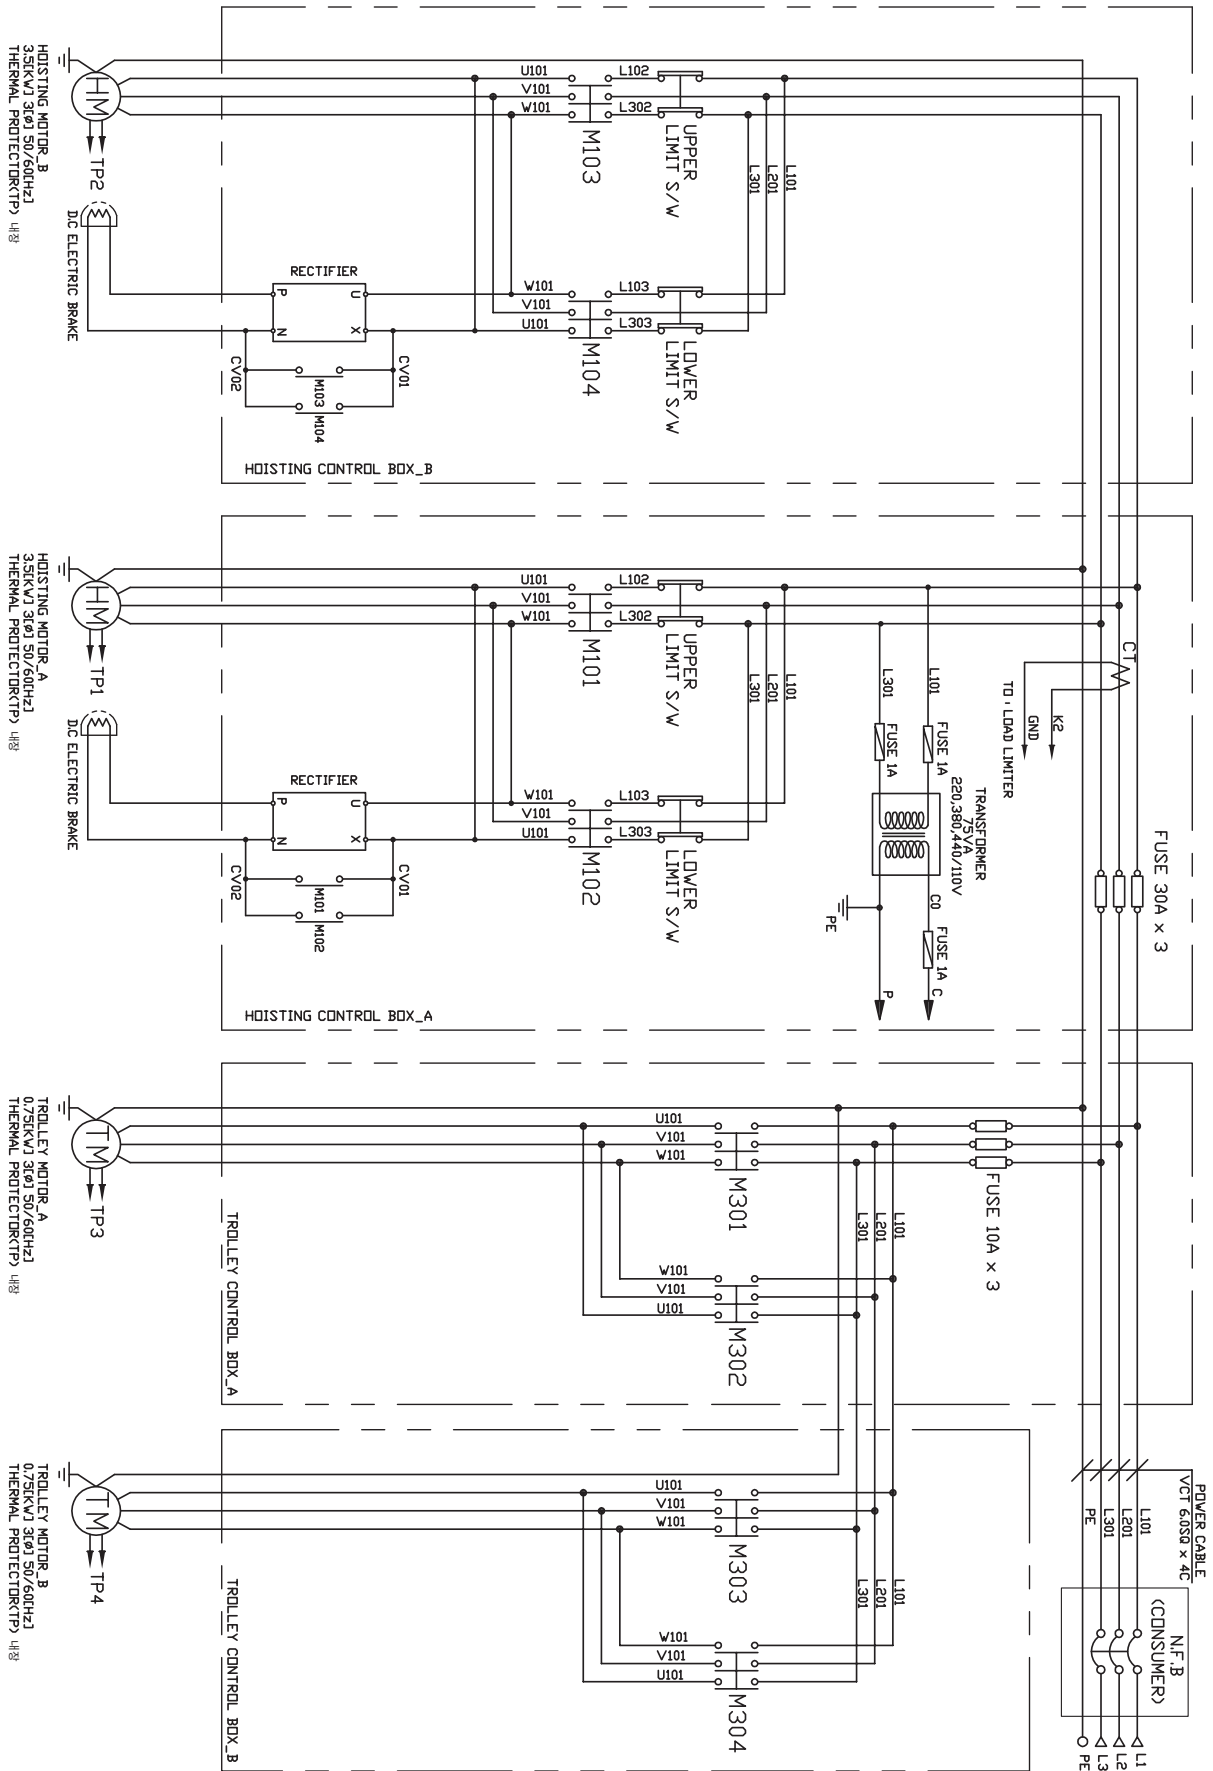 HOISTING MOTOR_B
3.5[KW] 3[Ø] 50/60[Hz]
THERMAL PROTECTOR(TP) 내장
HM
TP2
D.C ELECTRIC BRAKE
RECTIFIER
P
N
U
X
CV01
CV02
M103
M104
U101
V101
W101
L102
L302
M103
UPPER
LIMIT S/W
L101
L201
L301
W101
V101
U101
L103
L303
M104
LOWER
LIMIT S/W
HOISTING CONTROL BOX_B
HOISTING MOTOR_A
3.5[KW] 3[Ø] 50/60[Hz]
THERMAL PROTECTOR(TP) 내장
HM
TP1
D.C ELECTRIC BRAKE
RECTIFIER
P
N
U
X
CV01
CV02
M101
M102
U101
V101
W101
L102
L302
M101
UPPER
LIMIT S/W
L101
L201
L301
W101
V101
U101
L103
L303
M102
LOWER
LIMIT S/W
L301
L101
FUSE 1A
FUSE 1A
TRANSFORMER
75VA
220,380,440/110V
C0
FUSE 1A
C
P
PE
CT
K2
GND
TO : LOAD LIMITER
FUSE 30A × 3
HOISTING CONTROL BOX_A
TROLLEY MOTOR_A
0.75[KW] 3[Ø] 50/60[Hz]
THERMAL PROTECTOR(TP) 내장
TM
TP3
U101
V101
W101
M301
L101
L201
L301
FUSE 10A × 3
W101
V101
U101
M302
TROLLEY CONTROL BOX_A
TROLLEY MOTOR_B
0.75[KW] 3[Ø] 50/60[Hz]
THERMAL PROTECTOR(TP) 내장
TM
TP4
U101
V101
W101
M303
L101
L201
L301
W101
V101
U101
M304
TROLLEY CONTROL BOX_B
POWER CABLE
VCT 6.0SQ × 4C
L101
L201
L301
PE
N.F.B
(CONSUMER)
L1
L2
L3
PE